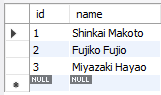 id name
1 Shinkai Makoto
2 Fujiko Fujio
3 Miyazaki Hayao
NULL NULL